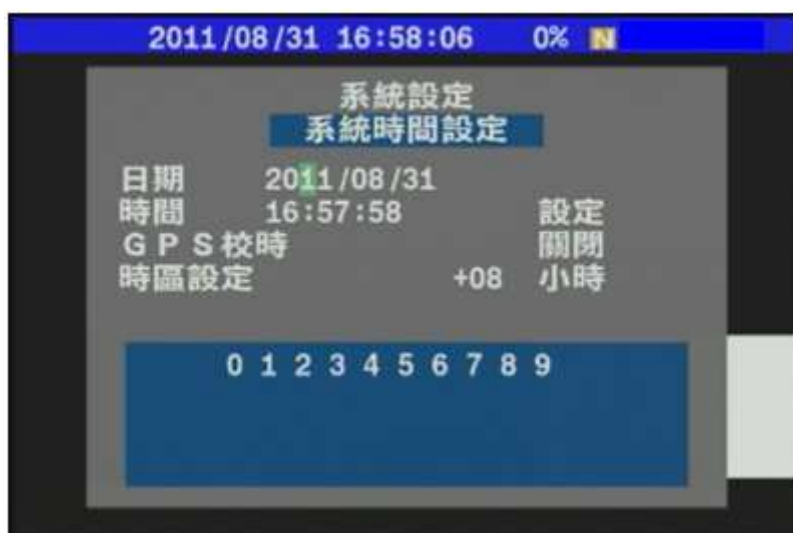 2011/08/31 16:58:06 0% N
系統設定
系統時間設定
日期 2011/08/31
時間 16:57:58 設定
GPS校時 關閉
時區設定 +08 小時
0 1 2 3 4 5 6 7 8 9